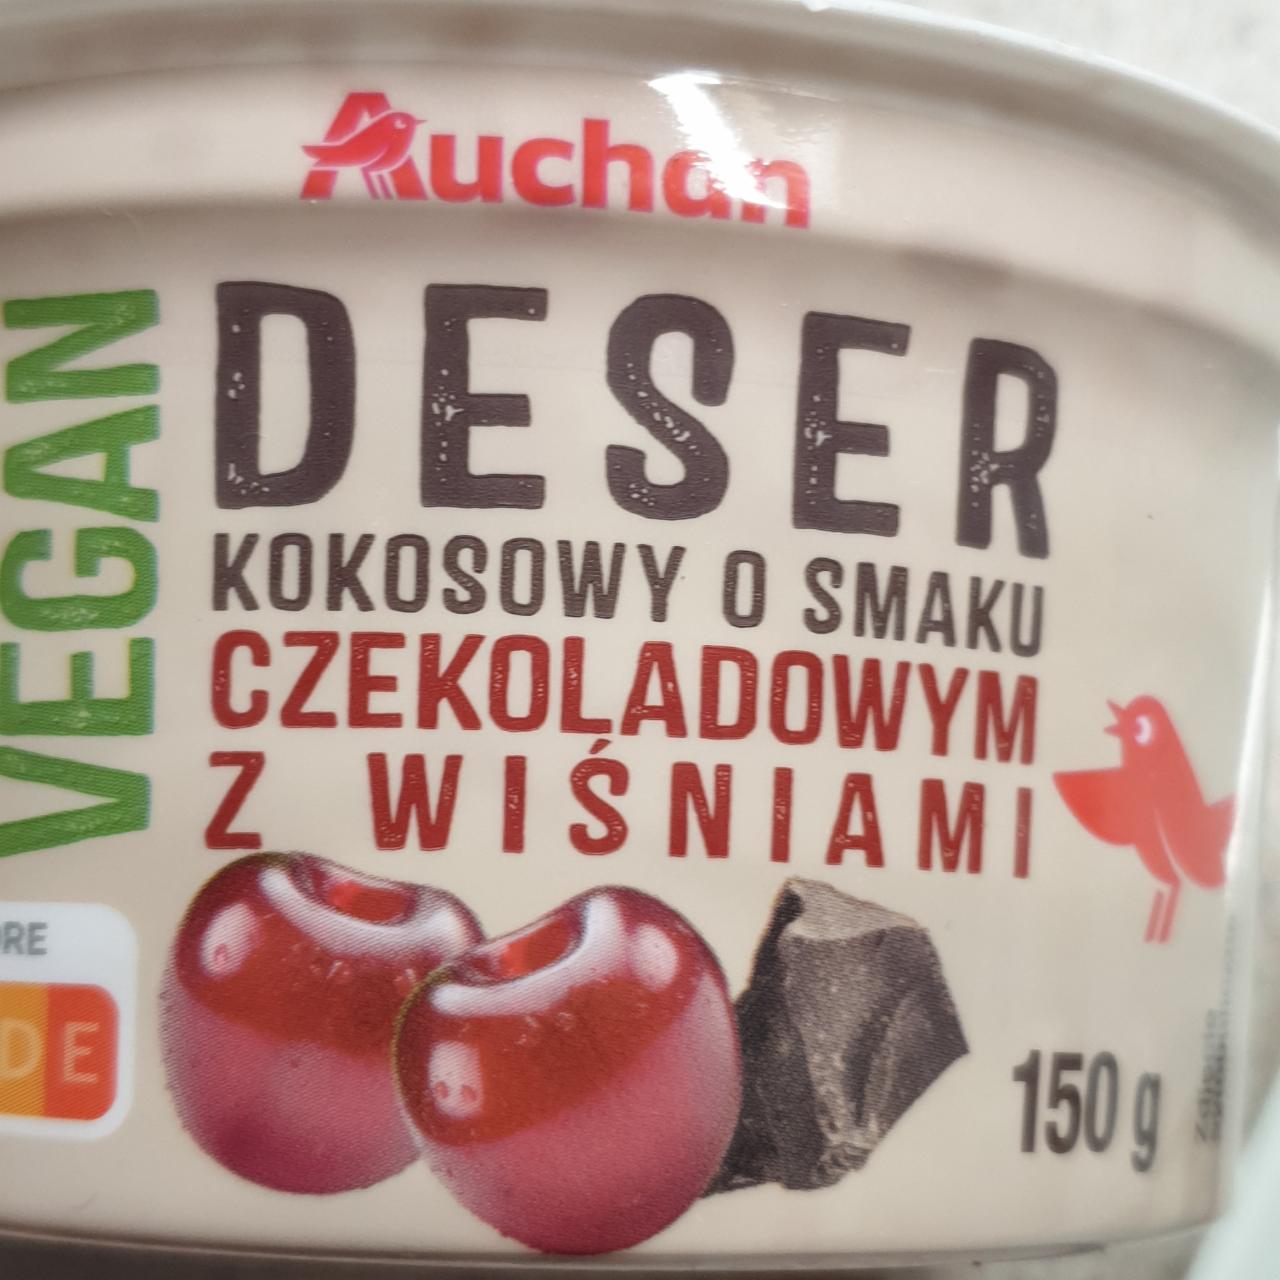 Auchan
VEGAN
DESER
KOKOSOWY O SMAKU
CZEKOLADOWYM
Z WIŚNIAMI
D E
150 g